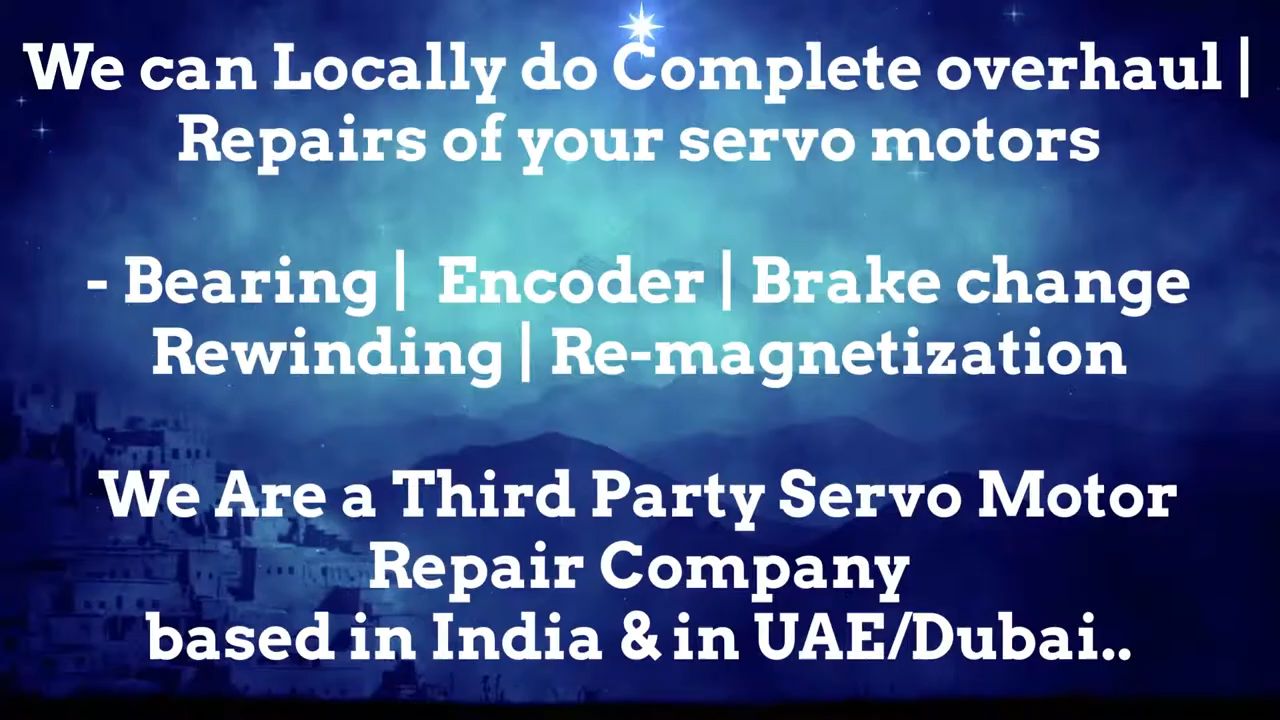 We can Locally do Complete overhaul |
Repairs of your servo motors
- Bearing | Encoder | Brake change
Rewinding | Re-magnetization
We Are a Third Party Servo Motor
Repair Company
based in India & in UAE/Dubai..